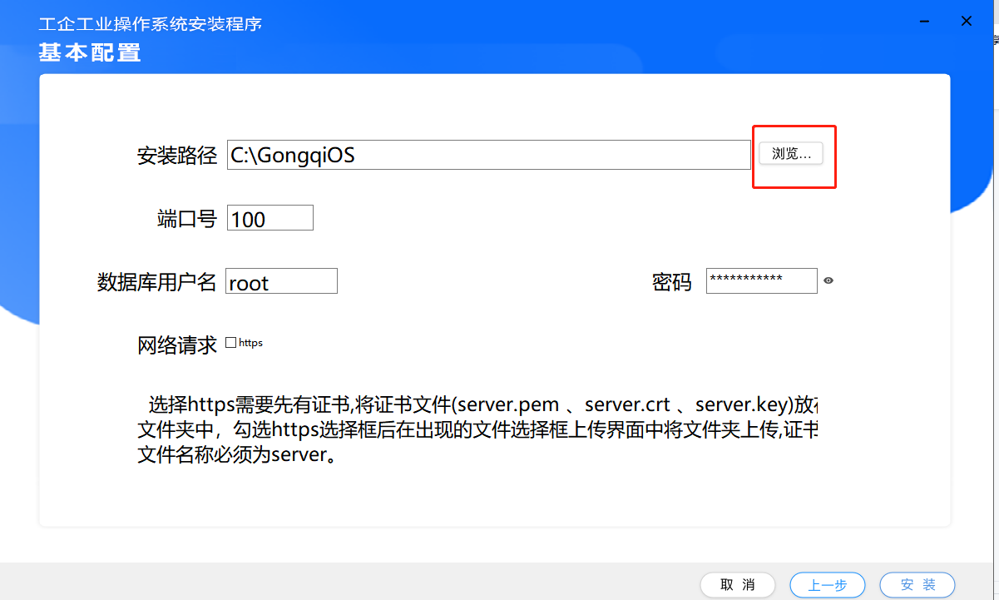 工企工业操作系统安装程序
基本配置
安装路径 C:\GongqiOS 浏览...
端口号 100
数据库用户名 root 密码 ***********
网络请求 https
选择https需要先有证书,将证书文件(server.pem 、server.crt 、server.key)放在
文件夹中，勾选https选择框后在出现的文件选择框上传界面中将文件夹上传,证书
文件名称必须为server。
取 消 上一步 安 装